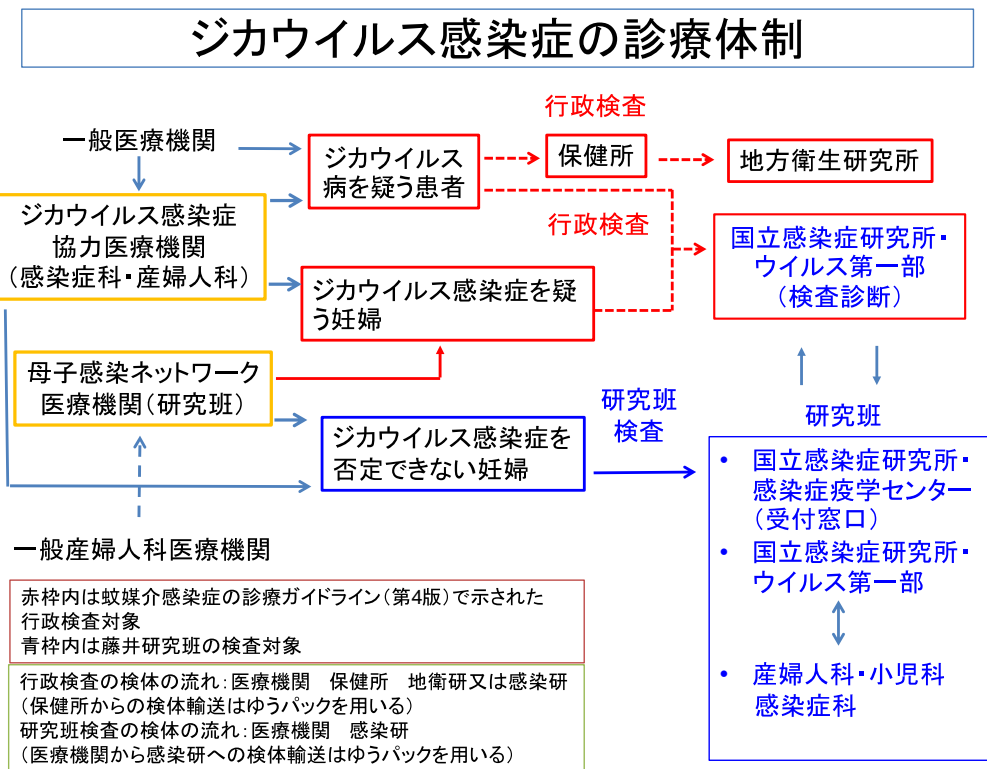 ジカウイルス感染症の診療体制
一般医療機関
ジカウイルス感染症
協力医療機関
(感染症科・産婦人科)
母子感染ネットワーク
医療機関(研究班)
一般産婦人科医療機関
ジカウイルス
病を疑う患者
ジカウイルス感染症を疑
う妊婦
ジカウイルス感染症を
否定できない妊婦
行政検査
保健所
地方衛生研究所
行政検査
国立感染症研究所・
ウイルス第一部
(検査診断)
研究班
検査
研究班
• 国立感染症研究所・
感染症疫学センター
(受付窓口)
• 国立感染症研究所・
ウイルス第一部
• 産婦人科・小児科
感染症科
赤枠内は蚊媒介感染症の診療ガイドライン(第4版)で示された
行政検査対象
青枠内は藤井研究班の検査対象
行政検査の検体の流れ:医療機関 保健所 地衛研又は感染研
(保健所からの検体輸送はゆうパックを用いる)
研究班検査の検体の流れ:医療機関 感染研
(医療機関から感染研への検体輸送はゆうパックを用いる)